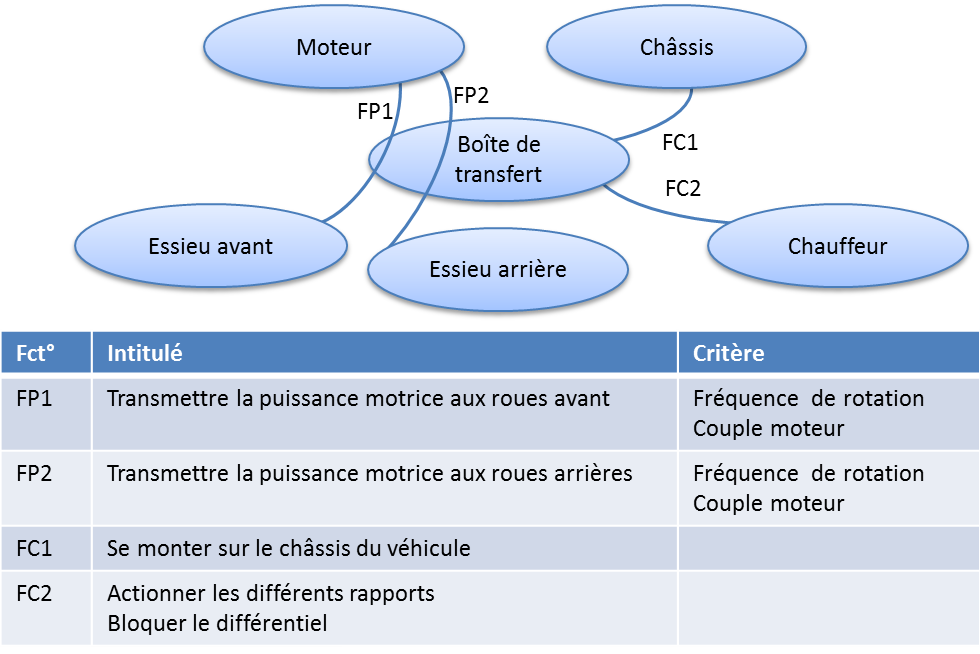 Moteur
Châssis
FP1
FP2
Boîte de
transfert
FC1
FC2
Essieu avant
Essieu arrière
Chauffeur
Fct° Intitulé Critère
FP1 Transmettre la puissance motrice aux roues avant Fréquence de rotation
Couple moteur
FP2 Transmettre la puissance motrice aux roues arrières Fréquence de rotation
Couple moteur
FC1 Se monter sur le châssis du véhicule
FC2 Actionner les différents rapports
Bloquer le différentiel